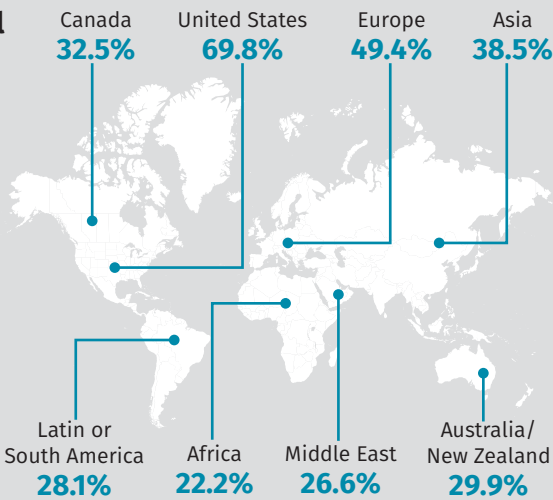 Canada
32.5%
United States
69.8%
Europe
49.4%
Asia
38.5%
Latin or
South America
28.1%
Africa
22.2%
Middle East
26.6%
Australia/
New Zealand
29.9%